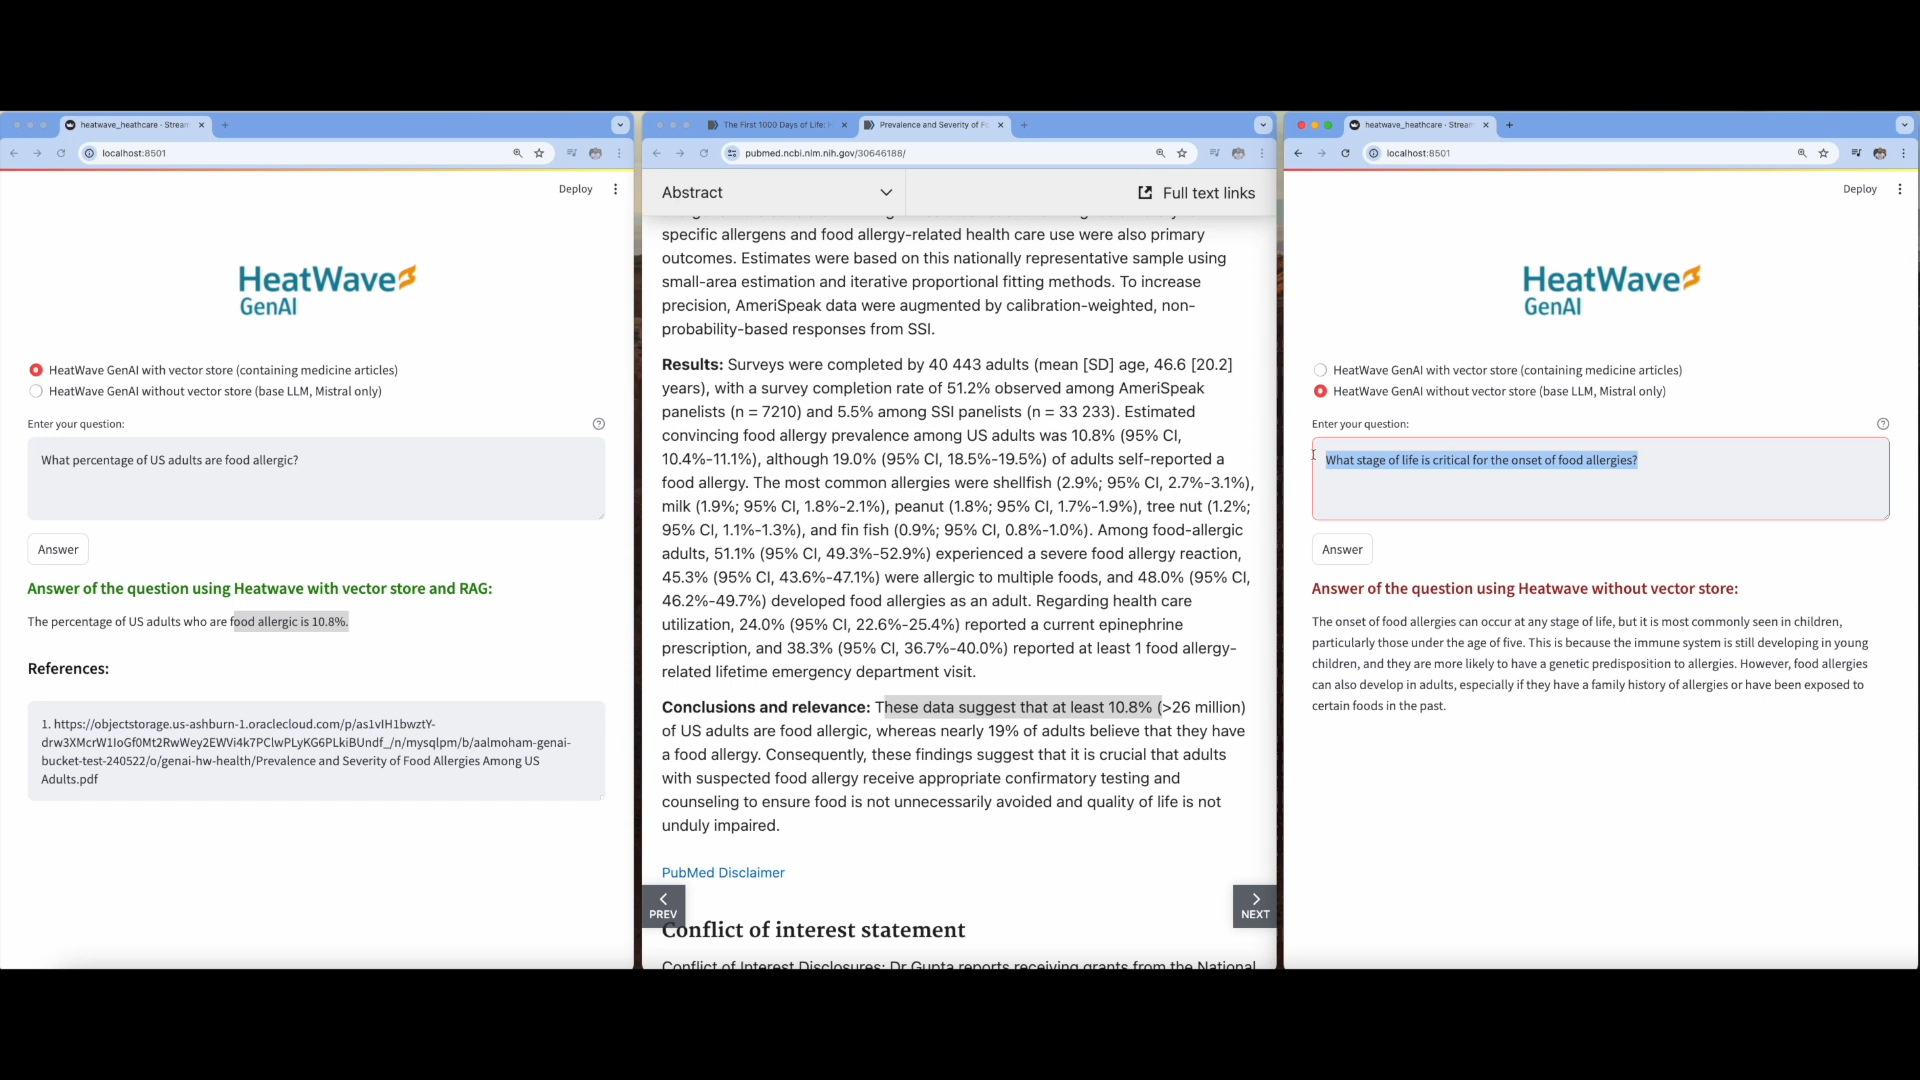 heatwave_heathcare · Stream
localhost:8501
Deploy
HeatWave
GenAI
HeatWave GenAI with vector store (containing medicine articles)
HeatWave GenAI without vector store (base LLM, Mistral only)
Enter your question:
What percentage of US adults are food allergic?
Answer
Answer of the question using Heatwave with vector store and RAG:
The percentage of US adults who are food allergic is 10.8%.
References:
1. https://objectstorage.us-ashburn-1.oraclecloud.com/p/as1vIH1bwztY-
drw3XMcrW1IoGf0Mt2RwWey2EWVi4k7PClwPLyKG6PLkiBUndf_/n/mysqlpm/b/aalmoham-genai-
bucket-test-240522/o/genai-hw-health/Prevalence and Severity of Food Allergies Among US
Adults.pdf
The First 1000 Days of Life:
Prevalence and Severity of F
pubmed.ncbi.nlm.nih.gov/30646188/
Abstract
Full text links
specific allergens and food allergy-related health care use were also primary
outcomes. Estimates were based on this nationally representative sample using
small-area estimation and iterative proportional fitting methods. To increase
precision, AmeriSpeak data were augmented by calibration-weighted, non-
probability-based responses from SSI.
Results: Surveys were completed by 40 443 adults (mean [SD] age, 46.6 [20.2]
years), with a survey completion rate of 51.2% observed among AmeriSpeak
panelists (n = 7210) and 5.5% among SSI panelists (n = 33 233). Estimated
convincing food allergy prevalence among US adults was 10.8% (95% CI,
10.4%-11.1%), although 19.0% (95% CI, 18.5%-19.5%) of adults self-reported a
food allergy. The most common allergies were shellfish (2.9%; 95% CI, 2.7%-3.1%),
milk (1.9%; 95% CI, 1.8%-2.1%), peanut (1.8%; 95% CI, 1.7%-1.9%), tree nut (1.2%;
95% CI, 1.1%-1.3%), and fin fish (0.9%; 95% CI, 0.8%-1.0%). Among food-allergic
adults, 51.1% (95% CI, 49.3%-52.9%) experienced a severe food allergy reaction,
45.3% (95% CI, 43.6%-47.1%) were allergic to multiple foods, and 48.0% (95% CI,
46.2%-49.7%) developed food allergies as an adult. Regarding health care
utilization, 24.0% (95% CI, 22.6%-25.4%) reported a current epinephrine
prescription, and 38.3% (95% CI, 36.7%-40.0%) reported at least 1 food allergy-
related lifetime emergency department visit.
Conclusions and relevance: These data suggest that at least 10.8% (>26 million)
of US adults are food allergic, whereas nearly 19% of adults believe that they have
a food allergy. Consequently, these findings suggest that it is crucial that adults
with suspected food allergy receive appropriate confirmatory testing and
counseling to ensure food is not unnecessarily avoided and quality of life is not
unduly impaired.
PubMed Disclaimer
PREV
NEXT
Conflict of interest statement
Conflict of Interest Disclosures: Dr Gupta reports receiving grants from the National
heatwave_heathcare · Stream
localhost:8501
Deploy
HeatWave
GenAI
HeatWave GenAI with vector store (containing medicine articles)
HeatWave GenAI without vector store (base LLM, Mistral only)
Enter your question:
What stage of life is critical for the onset of food allergies?
Answer
Answer of the question using Heatwave without vector store:
The onset of food allergies can occur at any stage of life, but it is most commonly seen in children,
particularly those under the age of five. This is because the immune system is still developing in young
children, and they are more likely to have a genetic predisposition to allergies. However, food allergies
can also develop in adults, especially if they have a family history of allergies or have been exposed to
certain foods in the past.